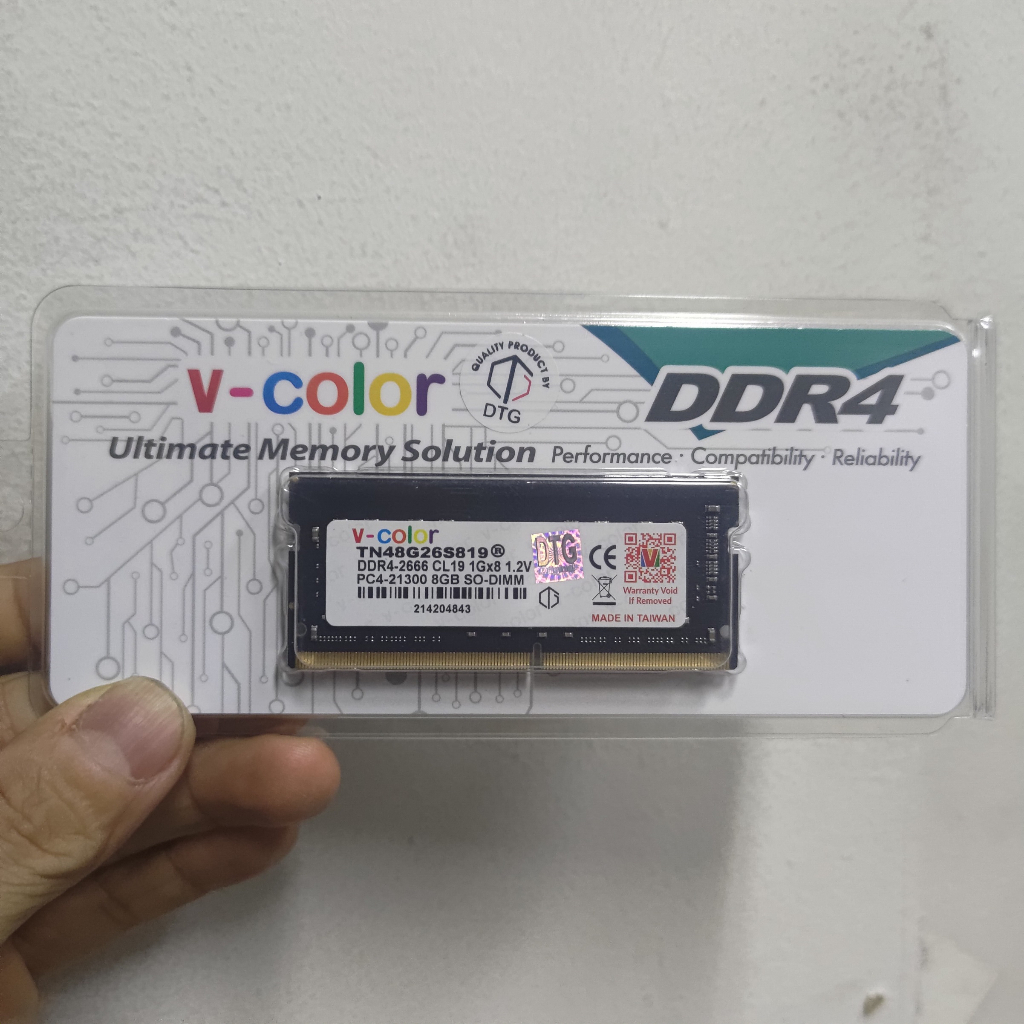 v-color
QUALITY PRODUCT BY
DTG
DDR4
Ultimate Memory Solution
Performance · Compatibility · Reliability
v-color
TN48G26S819®
DDR4-2666 CL19 1Gx8 1.2V
PC4-21300 8GB SO-DIMM
214204843
DTG
CE
V
Warranty Void
If Removed
MADE IN TAIWAN